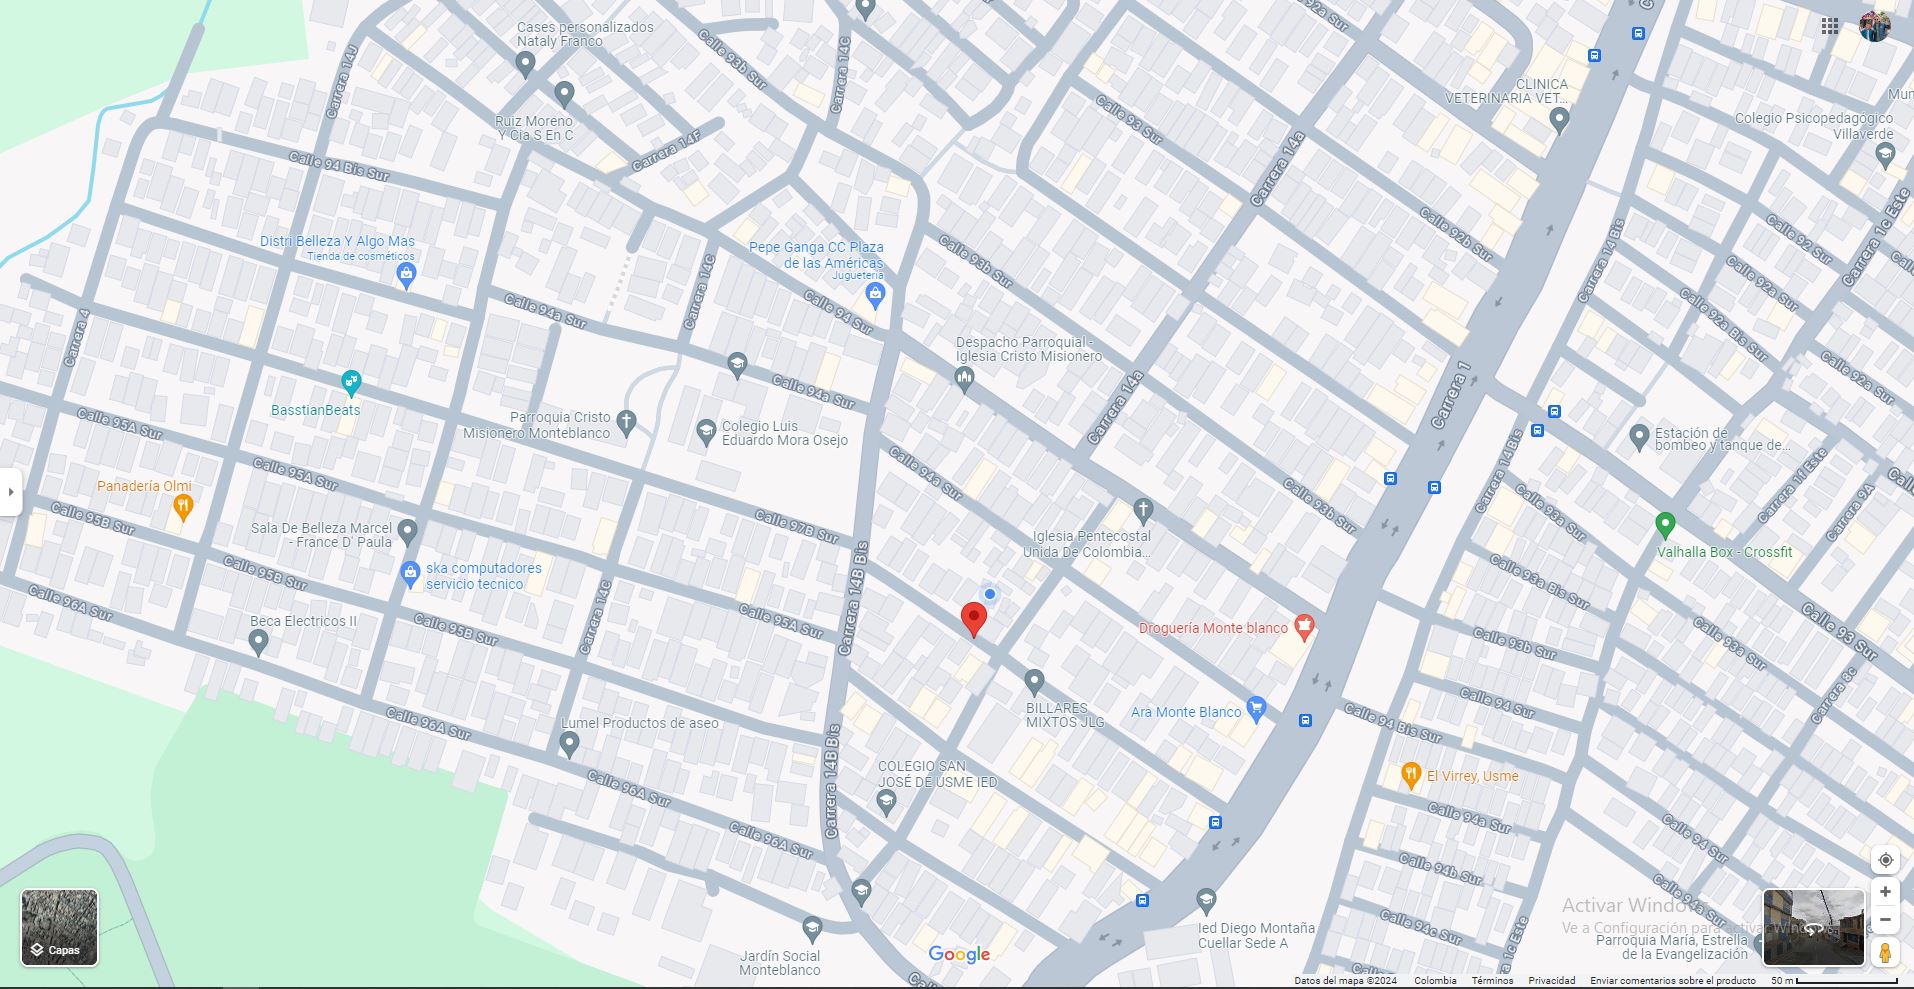 Cases personalizados
Nataly Franco
Calle 93b Sur
Carrera 14C
Calle 92a Sur
Carrera 14J
CLINICA
VETERINARIA VET...
Calle 93 Sur
Ruiz Moreno
Y Cia S En C
Colegio Psicopedagógico
Villaverde
Carrera 14F
Carrera 14a
Calle 94 Bis Sur
Calle 92b Sur
Calle 92 Sur
Carrera 1c Este
Distri Belleza Y Algo Mas
Tienda de cosméticos
Pepe Ganga CC Plaza
de las Américas
Juguetería
Calle 93b Sur
Carrera 14 Bis
Calle 92a Sur
Carrera 14C
Calle 94a Sur
Calle 94 Sur
Calle 92a Bis Sur
Carrera 4
Despacho Parroquial -
Iglesia Cristo Misionero
Calle 92a Sur
BasstianBeats
Calle 94a Sur
Carrera 14a
Carrera 1
Parroquia Cristo
Misionero Monteblanco
Colegio Luis
Eduardo Mora Osejo
Calle 95A Sur
Estación de
bombeo y tanque de...
Calle 95A Sur
Calle 94a Sur
Carrera 14 Bis
Carrera 11f Este
Carrera 9A
Panadería Olmi
Calle 93b Sur
Calle 93a Sur
Calle 95B Sur
Sala De Belleza Marcel
- France D' Paula
Calle 97B Sur
Iglesia Pentecostal
Unida De Colombia...
Valhalla Box - Crossfit
ska computadores
servicio tecnico
Calle 95B Sur
Carrera 14B Bis
Calle 93a Bis Sur
Calle 96A Sur
Beca Electricos II
Calle 95B Sur
Carrera 14C
Calle 95A Sur
Droguería Monte blanco
Calle 93b Sur
Calle 93a Sur
Calle 93 Sur
Carrera 8c
Calle 96A Sur
Lumel Productos de aseo
BILLARES
MIXTOS JLG
Ara Monte Blanco
Calle 94 Sur
Calle 94 Bis Sur
Carrera 14B Bis
COLEGIO SAN
JOSÉ DE USME IED
El Virrey, Usme
Calle 96A Sur
Calle 94a Sur
Calle 96A Sur
Calle 94 Sur
Calle 94b Sur
Calle 94a Sur
Activar Windows
Ve a Configuración para activar Windows
Calle 94c Sur
Carrera 1c Este
Ied Diego Montaña
Cuellar Sede A
Parroquia María, Estrella
de la Evangelización
Capas
Jardín Social
Monteblanco
Google
Datos del mapa ©2024 Colombia Términos Privacidad Enviar comentarios sobre el producto 50 m